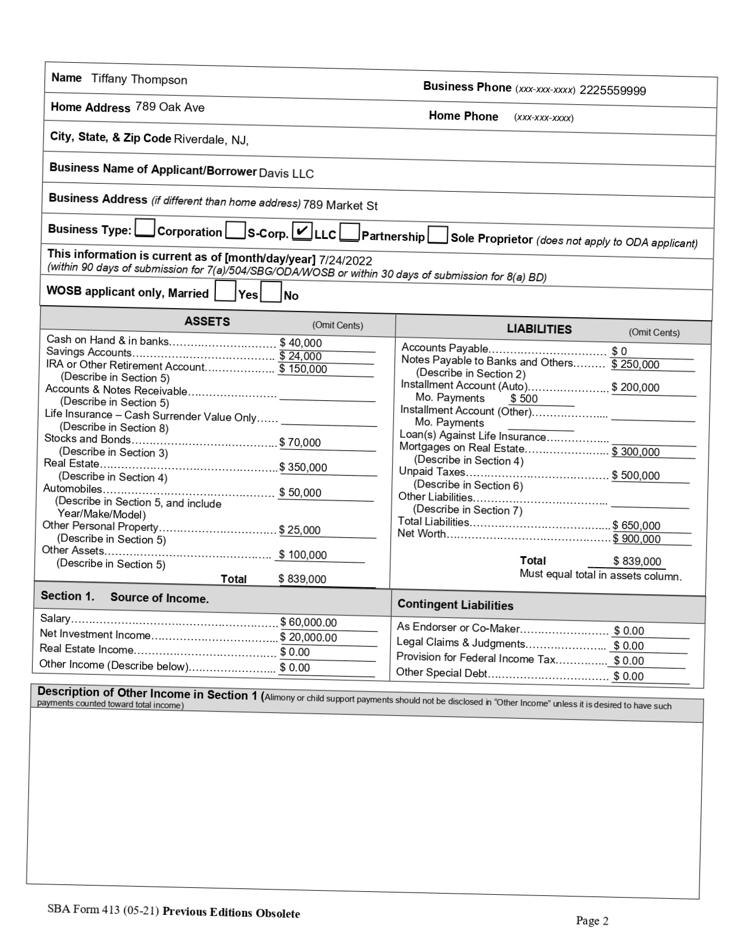 Name Tiffany Thompson
Business Phone (xxx-xxx-xxxx) 2225559999
Home Address 789 Oak Ave
Home Phone (xxx-xxx-xxxx)
City, State, & Zip Code Riverdale, NJ,
Business Name of Applicant/Borrower Davis LLC
Business Address (if different than home address) 789 Market St
Business Type: Corporation S-Corp. ✔ LLC Partnership Sole Proprietor (does not apply to ODA applicant)
This information is current as of [month/day/year] 7/24/2022
(within 90 days of submission for 7(a)/504/SBG/ODA/WOSB or within 30 days of submission for 8(a) BD)
WOSB applicant only, Married Yes No
ASSETS (Omit Cents)
Cash on Hand & in banks.............................. $ 40,000
Savings Accounts........................................ $ 24,000
IRA or Other Retirement Account.................... $ 150,000
(Describe in Section 5)
Accounts & Notes Receivable........................
(Describe in Section 5)
Life Insurance – Cash Surrender Value Only......
(Describe in Section 8)
Stocks and Bonds........................................ $ 70,000
(Describe in Section 3)
Real Estate.................................................. $ 350,000
(Describe in Section 4)
Automobiles................................................ $ 50,000
(Describe in Section 5, and include
Year/Make/Model)
Other Personal Property................................ $ 25,000
(Describe in Section 5)
Other Assets............................................... $ 100,000
(Describe in Section 5)
Total $ 839,000
LIABILITIES (Omit Cents)
Accounts Payable........................................ $ 0
Notes Payable to Banks and Others......... $ 250,000
(Describe in Section 2)
Installment Account (Auto)............................ $ 200,000
Mo. Payments $ 500
Installment Account (Other)..........................
Mo. Payments
Loan(s) Against Life Insurance......................
Mortgages on Real Estate............................. $ 300,000
(Describe in Section 4)
Unpaid Taxes.............................................. $ 500,000
(Describe in Section 6)
Other Liabilities............................................
(Describe in Section 7)
Total Liabilities............................................. $ 650,000
Net Worth.................................................... $ 900,000
Total $ 839,000
Must equal total in assets column.
Section 1. Source of Income.
Salary......................................................... $ 60,000.00
Net Investment Income................................ $ 20,000.00
Real Estate Income..................................... $ 0.00
Other Income (Describe below)..................... $ 0.00
Contingent Liabilities
As Endorser or Co-Maker............................. $ 0.00
Legal Claims & Judgments........................... $ 0.00
Provision for Federal Income Tax.................. $ 0.00
Other Special Debt...................................... $ 0.00
Description of Other Income in Section 1 (Alimony or child support payments should not be disclosed in "Other Income" unless it is desired to have such
payments counted toward total income)
SBA Form 413 (05-21) Previous Editions Obsolete
Page 2